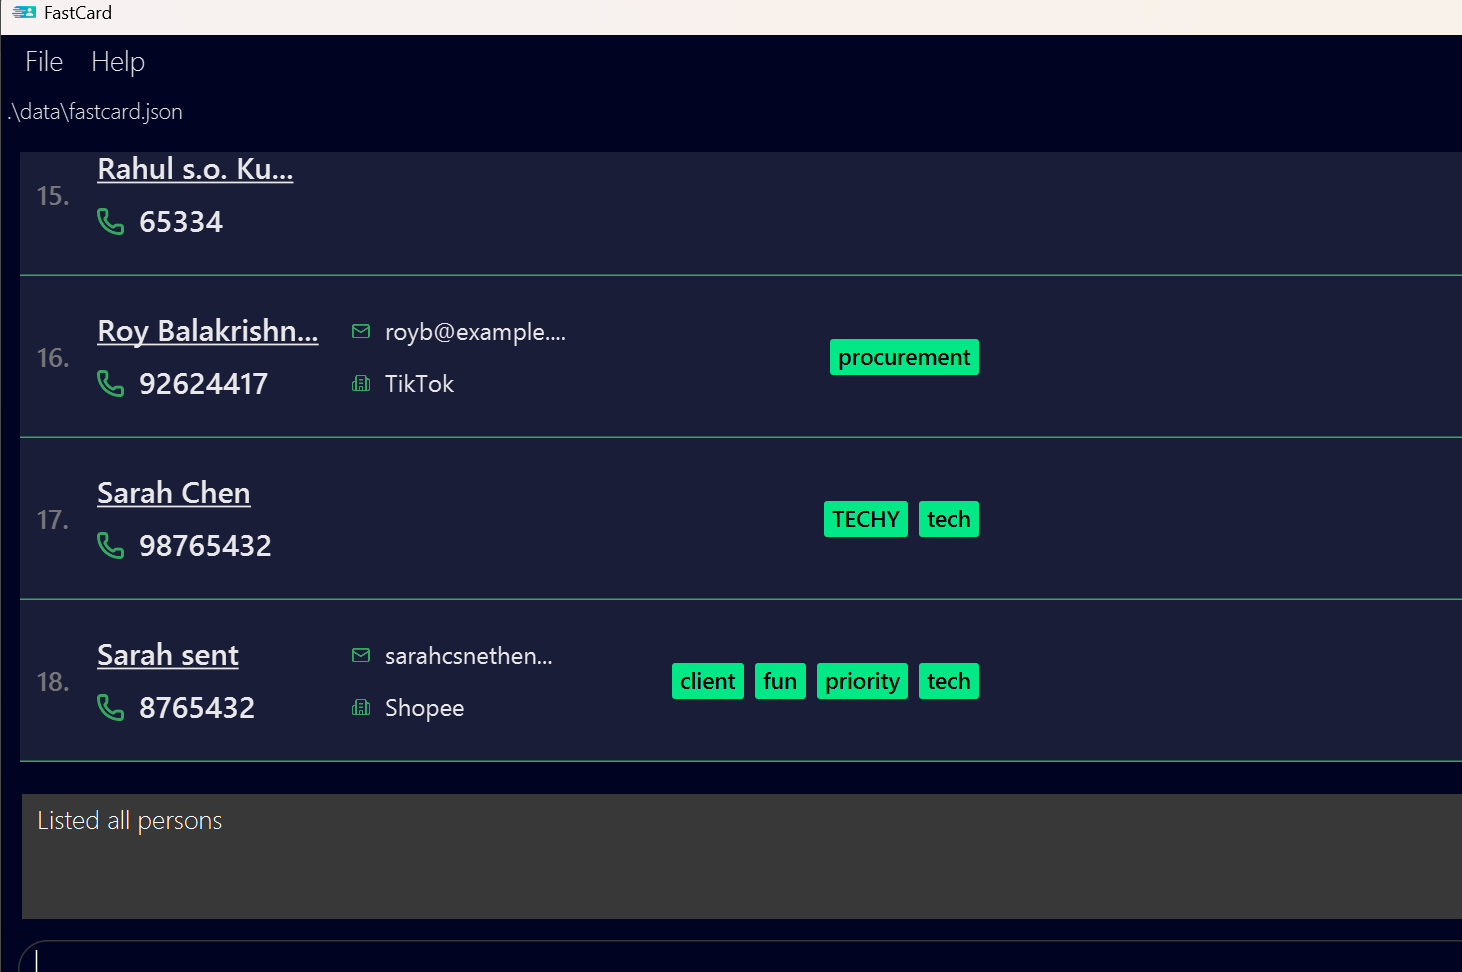 FastCard
File Help
.\data\fastcard.json
15.
Rahul s.o. Ku...
65334
16.
Roy Balakrishn...
92624417
royb@example....
TikTok
procurement
17.
Sarah Chen
98765432
TECHY tech
18.
Sarah sent
8765432
sarahcsnethen...
Shopee
client fun priority tech
Listed all persons